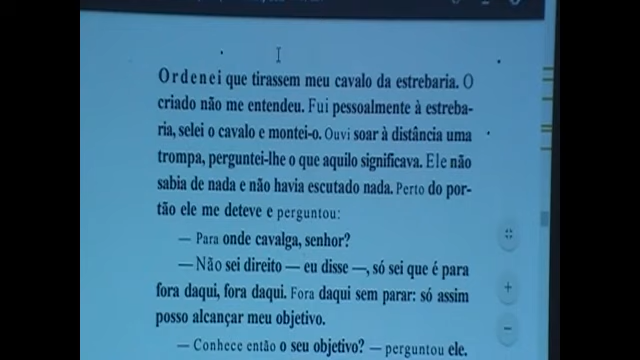 Ordenei que tirassem meu cavalo da estrebaria. O
criado não me entendeu. Fui pessoalmente à estreba-
ria, selei o cavalo e montei-o. Ouvi soar à distância uma
trompa, perguntei-lhe o que aquilo significava. Ele não
sabia de nada e não havia escutado nada. Perto do por-
tão ele me deteve e perguntou:
— Para onde cavalga, senhor?
— Não sei direito — eu disse —, só sei que é para
fora daqui, fora daqui. Fora daqui sem parar: só assim
posso alcançar meu objetivo.
— Conhece então o seu objetivo? — perguntou ele.